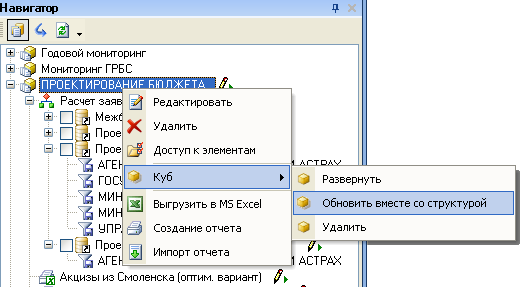 Навигатор
Годовой мониторинг
Мониторинг ГРБС
ПРОЕКТИРОВАНИЕ БЮДЖЕТА
Расчет заяв
Межб
Прое
Прое
АГЕН
И АСТРАХ
ГОСУ
МИН
МИН
УПРА
Прое
АГЕН
И АСТРАХ
Акцизы из Смоленска (оптим. вариант)
Редактировать
Удалить
Доступ к элементам
Куб
Выгрузить в MS Excel
Создание отчета
Импорт отчета
Развернуть
Обновить вместе со структурой
Удалить